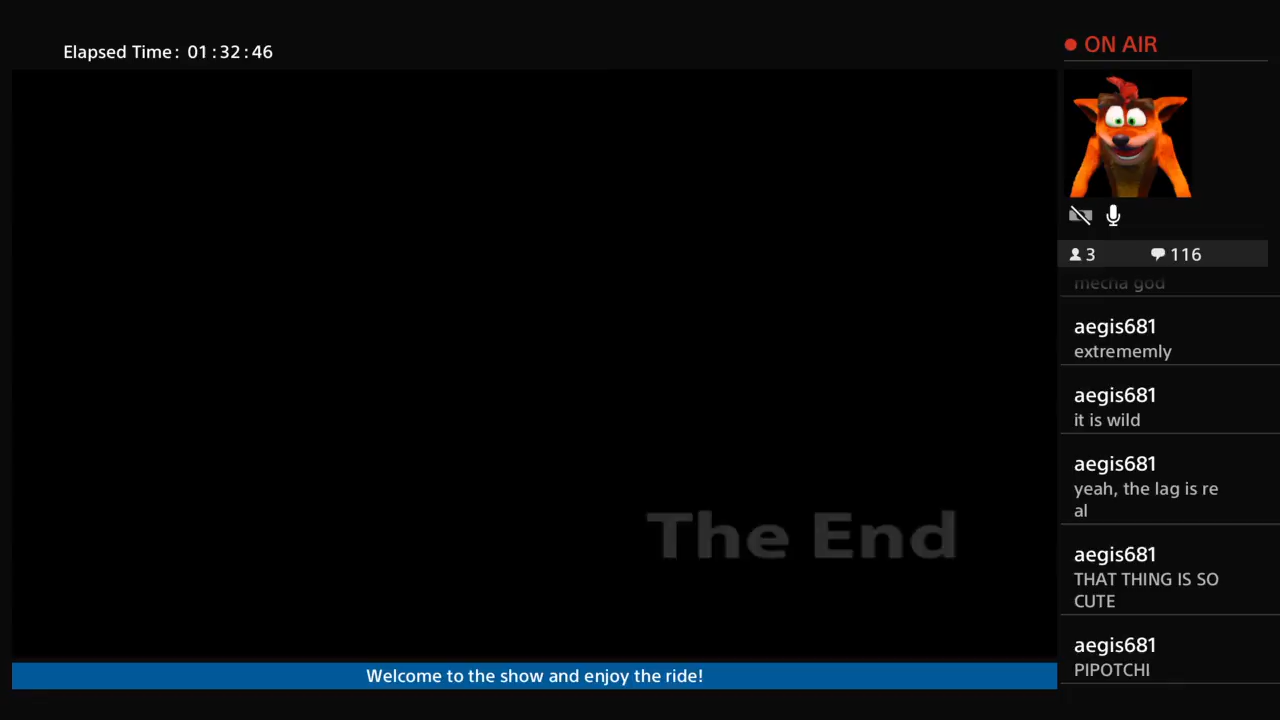 Elapsed Time: 01:32:46
ON AIR
3 116
mecha god
aegis681
extrememly
aegis681
it is wild
aegis681
yeah, the lag is re
al
aegis681
THAT THING IS SO
CUTE
aegis681
PIPOTCHI
The End
Welcome to the show and enjoy the ride!